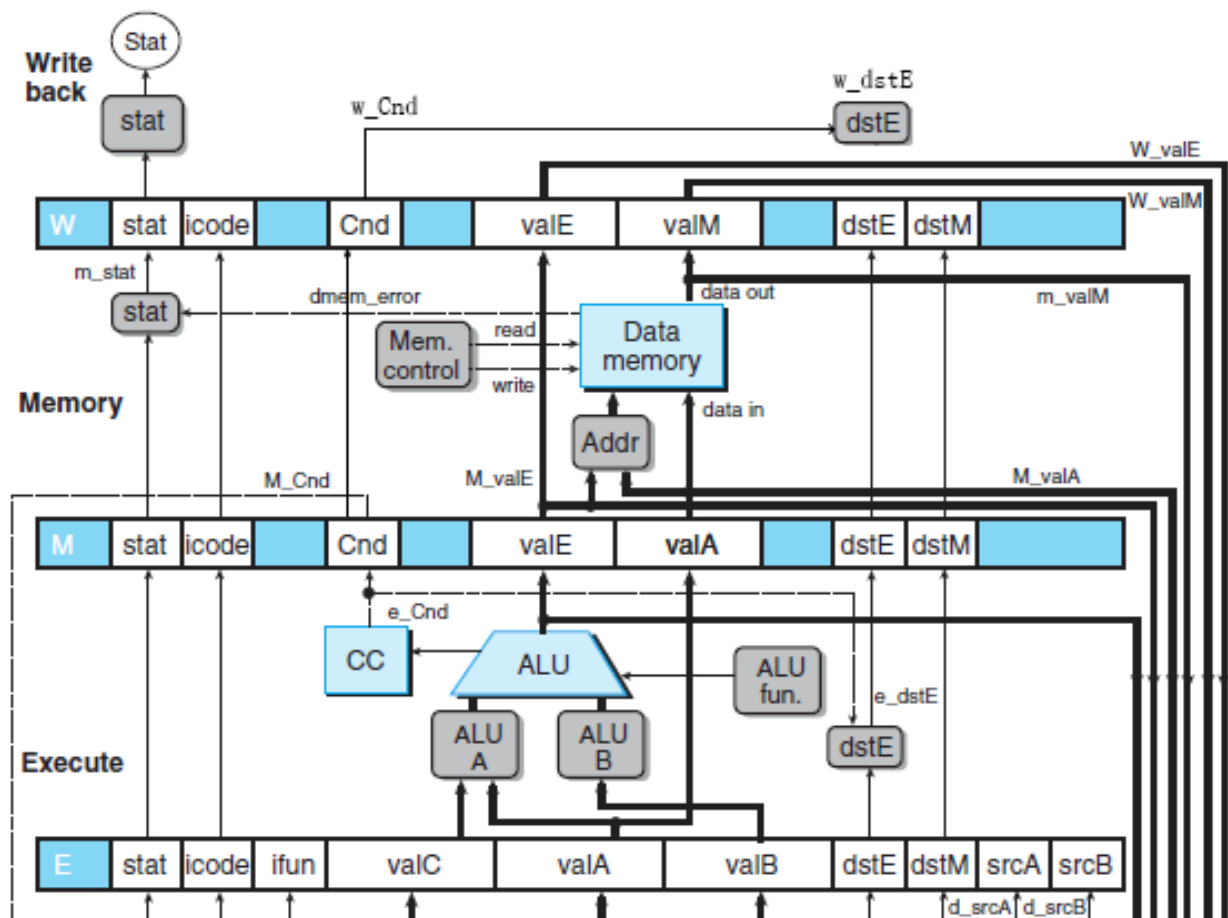 Stat
Write
back
stat
w_Cnd
w_dstE
dstE
W_valE
W stat icode Cnd valE valM dstE dstM
W_valM
m_stat
stat
dmem_error
data out
m_valM
Mem.
control
read
write
Data
memory
Memory
data in
Addr
M_Cnd
M_valE
M_valA
M stat icode Cnd valE valA dstE dstM
e_Cnd
CC
ALU
ALU
fun.
e_dstE
ALU
A
ALU
B
dstE
Execute
E stat icode ifun valC valA valB dstE dstM srcA srcB
d_srcA d_srcB